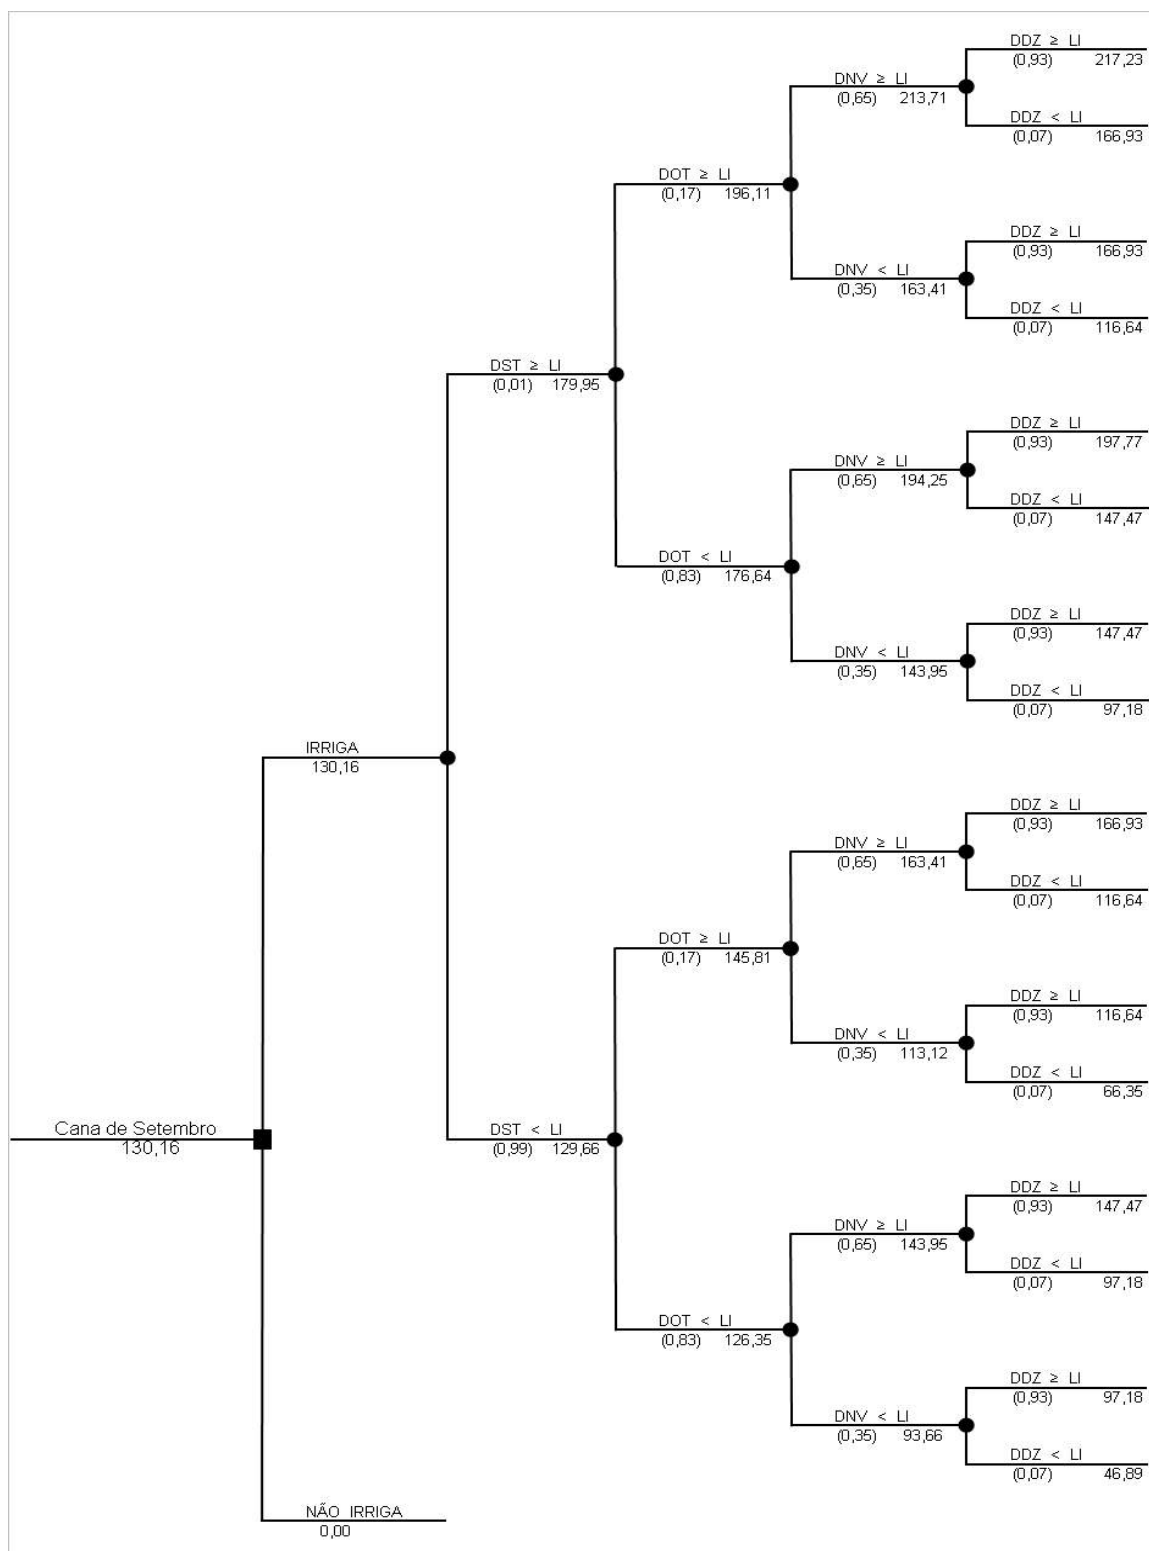 DDZ ≥ LI
(0,93) 217,23
DNV ≥ LI
(0,65) 213,71
DDZ < LI
(0,07) 166,93
DOT ≥ LI
(0,17) 196,11
DDZ ≥ LI
(0,93) 166,93
DNV < LI
(0,35) 163,41
DDZ < LI
(0,07) 116,64
DST ≥ LI
(0,01) 179,95
DDZ ≥ LI
(0,93) 197,77
DNV ≥ LI
(0,65) 194,25
DDZ < LI
(0,07) 147,47
DOT < LI
(0,83) 176,64
DDZ ≥ LI
(0,93) 147,47
DNV < LI
(0,35) 143,95
DDZ < LI
(0,07) 97,18
IRRIGA
130,16
DDZ ≥ LI
(0,93) 166,93
DNV ≥ LI
(0,65) 163,41
DDZ < LI
(0,07) 116,64
DOT ≥ LI
(0,17) 145,81
DDZ ≥ LI
(0,93) 116,64
DNV < LI
(0,35) 113,12
DDZ < LI
(0,07) 66,35
Cana de Setembro
130,16
DST < LI
(0,99) 129,66
DDZ ≥ LI
(0,93) 147,47
DNV ≥ LI
(0,65) 143,95
DDZ < LI
(0,07) 97,18
DOT < LI
(0,83) 126,35
DDZ ≥ LI
(0,93) 97,18
DNV < LI
(0,35) 93,66
DDZ < LI
(0,07) 46,89
NÃO IRRIGA
0,00